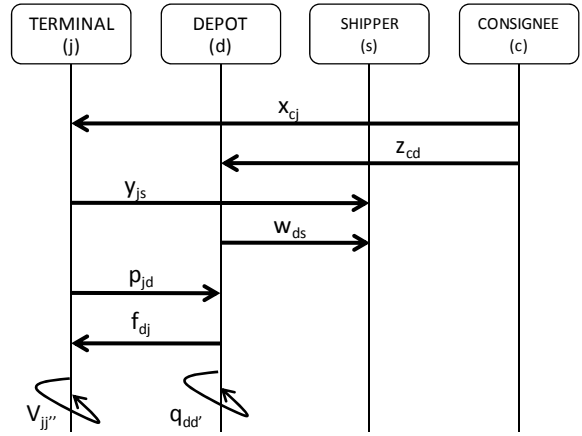 TERMINAL
(j)
DEPOT
(d)
SHIPPER
(s)
CONSIGNEE
(c)
x_cj
z_cd
y_js
w_ds
p_jd
f_dj
V_jj''
q_dd'